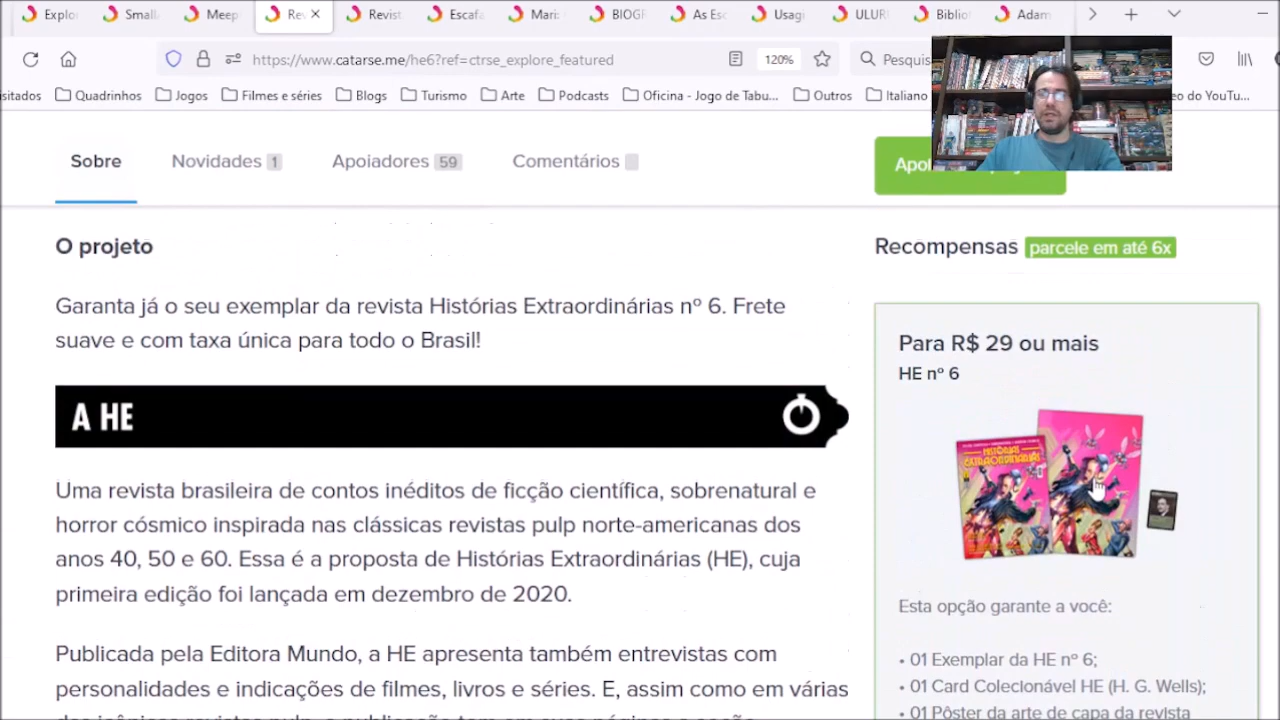 Explo
Small
Meep
Re
Revist
Escafa
Mari
BIOGR
As Esc
Usagi
ULUR
Biblio
Adam
https://www.catarse.me/he6?ref=ctrse_explore_featured
120%
Pesquis
isitados
Quadrinhos
Jogos
Filmes e séries
Blogs
Turismo
Arte
Podcasts
Oficina - Jogo de Tabu...
Outros
Italiano
eo do YouTu...
Sobre
Novidades 1
Apoiadores 59
Comentários
Apo
O projeto
Recompensas parcele em até 6x
Garanta já o seu exemplar da revista Histórias Extraordinárias nº 6. Frete
suave e com taxa única para todo o Brasil!
Para R$ 29 ou mais
HE nº 6
A HE
HISTÓRIAS
EXTRAORDINÁRIAS
Uma revista brasileira de contos inéditos de ficção científica, sobrenatural e
horror cósmico inspirada nas clássicas revistas pulp norte-americanas dos
anos 40, 50 e 60. Essa é a proposta de Histórias Extraordinárias (HE), cuja
primeira edição foi lançada em dezembro de 2020.
Esta opção garante a você:
Publicada pela Editora Mundo, a HE apresenta também entrevistas com
personalidades e indicações de filmes, livros e séries. E, assim como em várias
• 01 Exemplar da HE nº 6;
• 01 Card Colecionável HE (H. G. Wells);
• 01 Pôster da arte de capa da revista